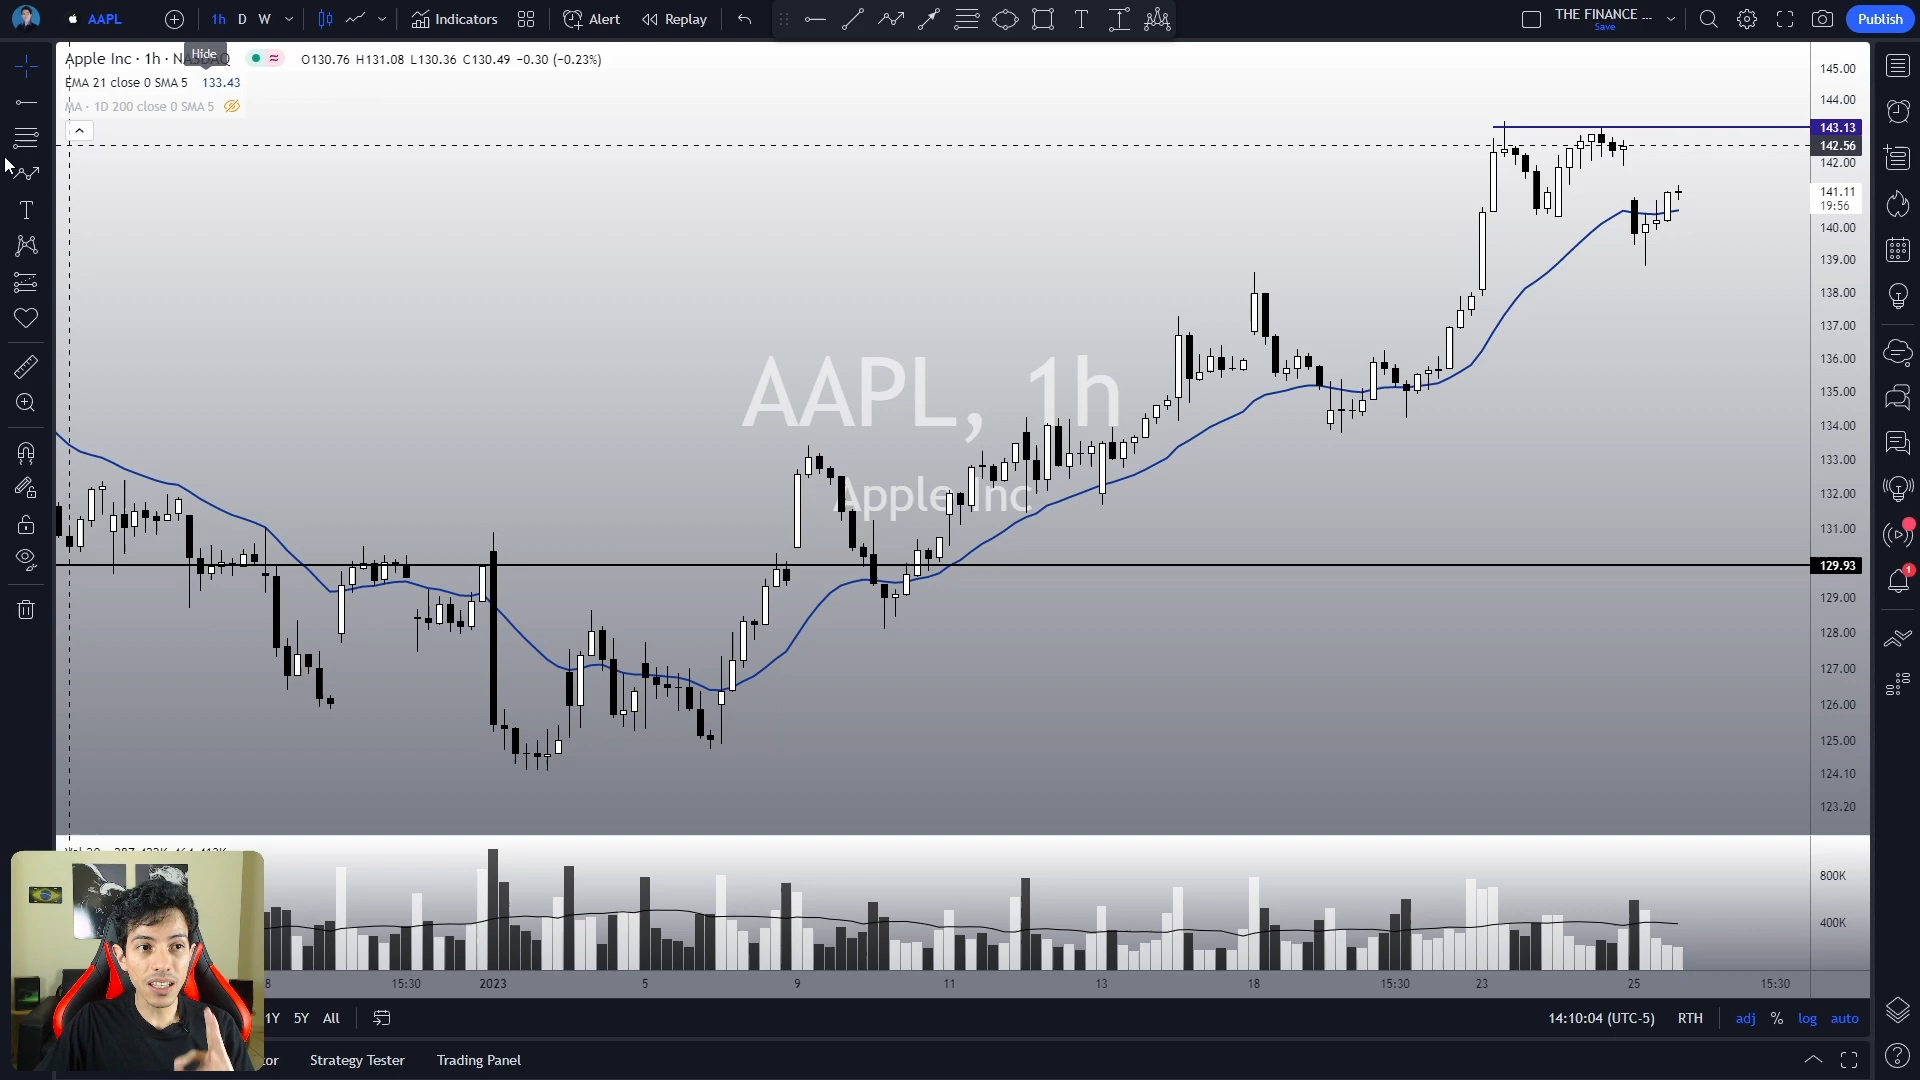 AAPL 1h D W Indicators Alert Replay THE FINANCE ... Save Publish
Hide
Apple Inc · 1h · NASDAQ O130.76 H131.08 L130.36 C130.49 −0.30 (−0.23%)
EMA 21 close 0 SMA 5 133.43
MA · 1D 200 close 0 SMA 5
145.00
144.00
143.13
142.56
142.00
141.11
19:56
140.00
139.00
138.00
137.00
136.00
135.00
134.00
133.00
132.00
131.00
129.93
129.00
128.00
127.00
126.00
125.00
124.10
123.20
AAPL, 1h
Apple Inc
800K
400K
8 15:30 2023 5 9 11 13 18 15:30 23 25 15:30
1Y 5Y All 14:10:04 (UTC-5) RTH adj % log auto
tor Strategy Tester Trading Panel
1